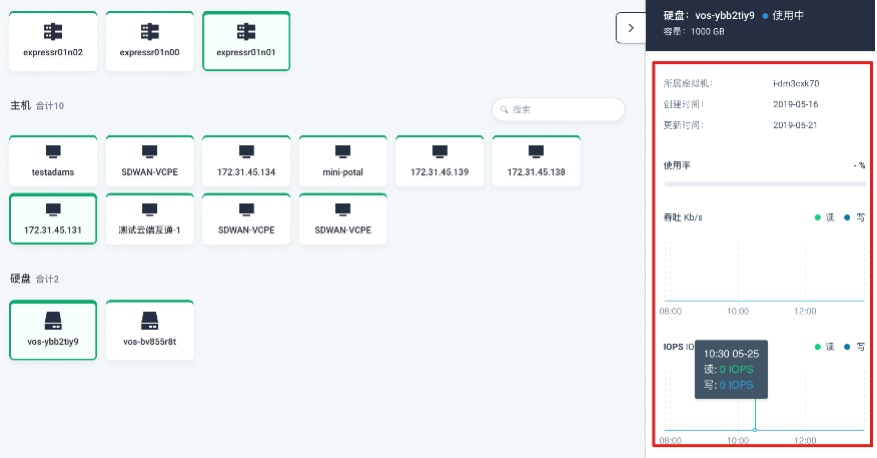 expressr01n02
expressr01n00
expressr01n01
主机 合计10
搜索
testadams
SDWAN-VCPE
172.31.45.134
mini-potal
172.31.45.139
172.31.45.138
172.31.45.131
测试云端互通-1
SDWAN-VCPE
SDWAN-VCPE
硬盘 合计2
vos-ybb2tiy9
vos-bv855r8t
硬盘：vos-ybb2tiy9 使用中
容量：1000 GB
所属虚拟机： i-dm3cxk70
创建时间： 2019-05-16
更新时间： 2019-05-21
使用率 - %
吞吐 Kb/s 读 写
08:00 10:00 12:00
IOPS IO 读 写
10:30 05-25
读: 0 IOPS
写: 0 IOPS
08:00 10:00 12:00